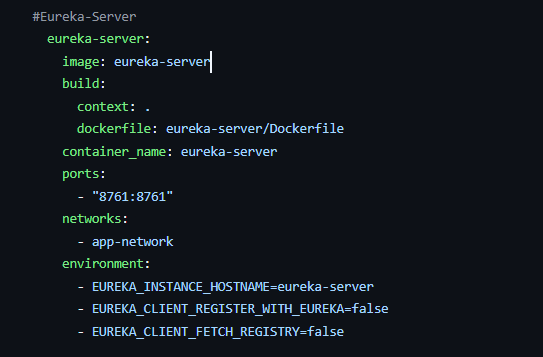 #Eureka-Server
eureka-server:
image: eureka-server
build:
context: .
dockerfile: eureka-server/Dockerfile
container_name: eureka-server
ports:
- "8761:8761"
networks:
- app-network
environment:
- EUREKA_INSTANCE_HOSTNAME=eureka-server
- EUREKA_CLIENT_REGISTER_WITH_EUREKA=false
- EUREKA_CLIENT_FETCH_REGISTRY=false